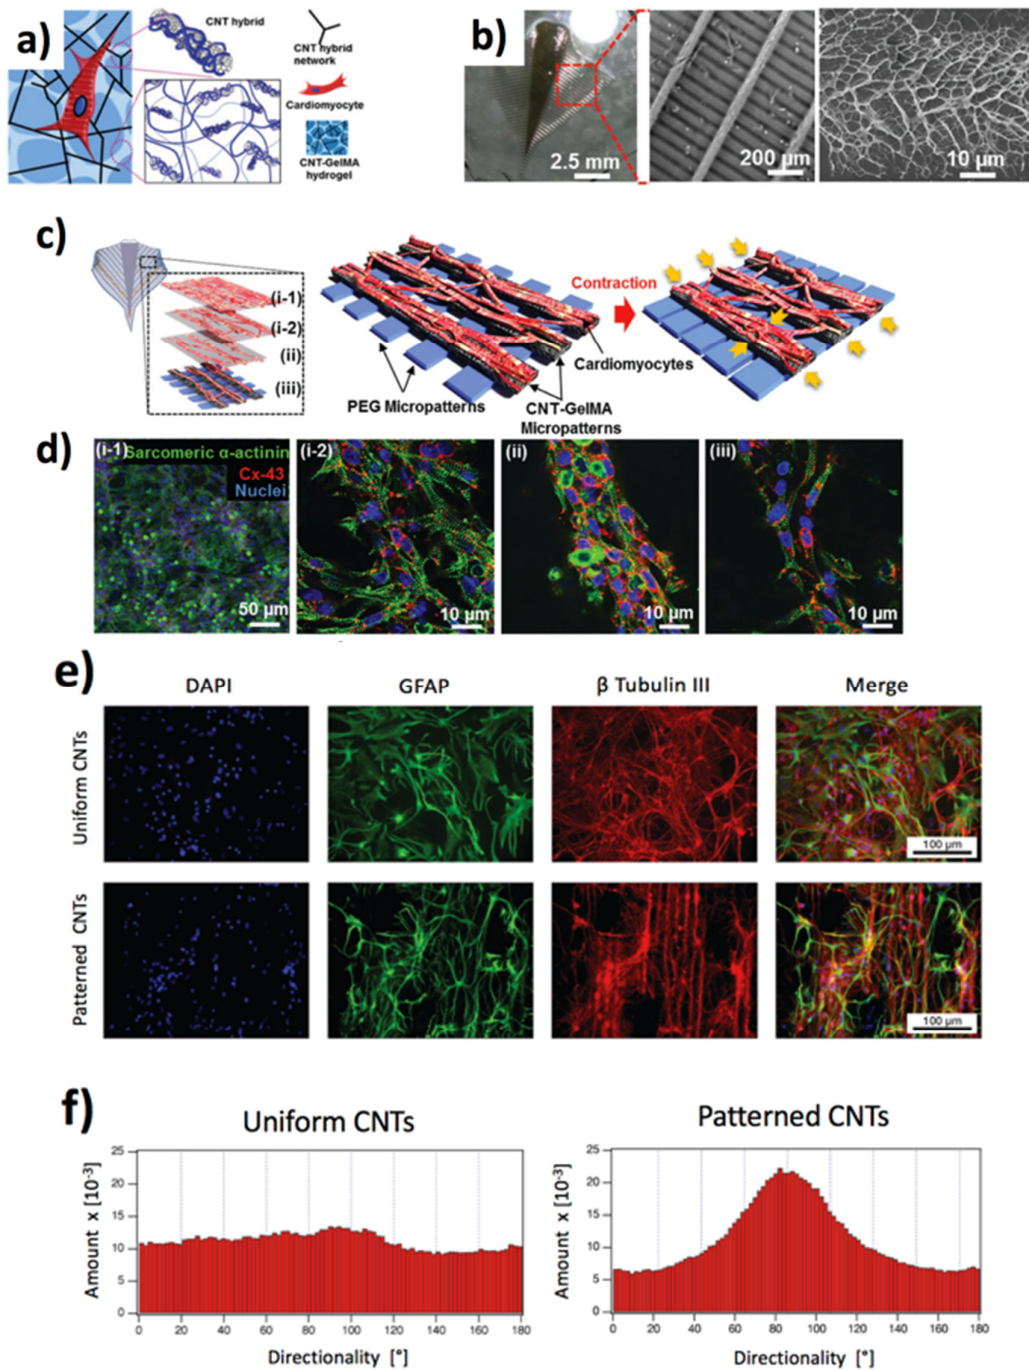 a)
CNT hybrid
CNT hybrid
network
Cardiomyocyte
CNT-GelMA
hydrogel
b)
2.5 mm
200 µm
10 µm
c)
(i-1)
(i-2)
(ii)
(iii)
PEG Micropatterns
CNT-GelMA
Micropatterns
Cardiomyocytes
Contraction
d)
(i-1)
Sarcomeric α-actinin
Cx-43
Nuclei
50 µm
(i-2)
10 µm
(ii)
10 µm
(iii)
10 µm
e)
DAPI GFAP β Tubulin III Merge
Uniform CNTs
100 µm
Patterned CNTs
100 µm
f)
Uniform CNTs
Amount x [10⁻³]
25
20
15
10
5
0
0 20 40 60 80 100 120 140 160 180
Directionality [°]
Patterned CNTs
Amount x [10⁻³]
25
20
15
10
5
0
0 20 40 60 80 100 120 140 160 180
Directionality [°]